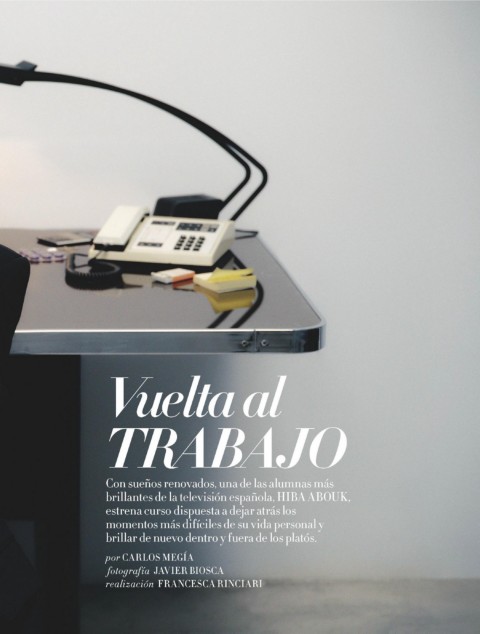 Vuelta al
TRABAJO
Con sueños renovados, una de las alumnas más
brillantes de la televisión española, HIBA ABOUK,
estrena curso dispuesta a dejar atrás los
momentos más difíciles de su vida personal y
brillar de nuevo dentro y fuera de los platós.
por CARLOS MEGÍA
fotografía JAVIER BIOSCA
realización FRANCESCA RINCIARI